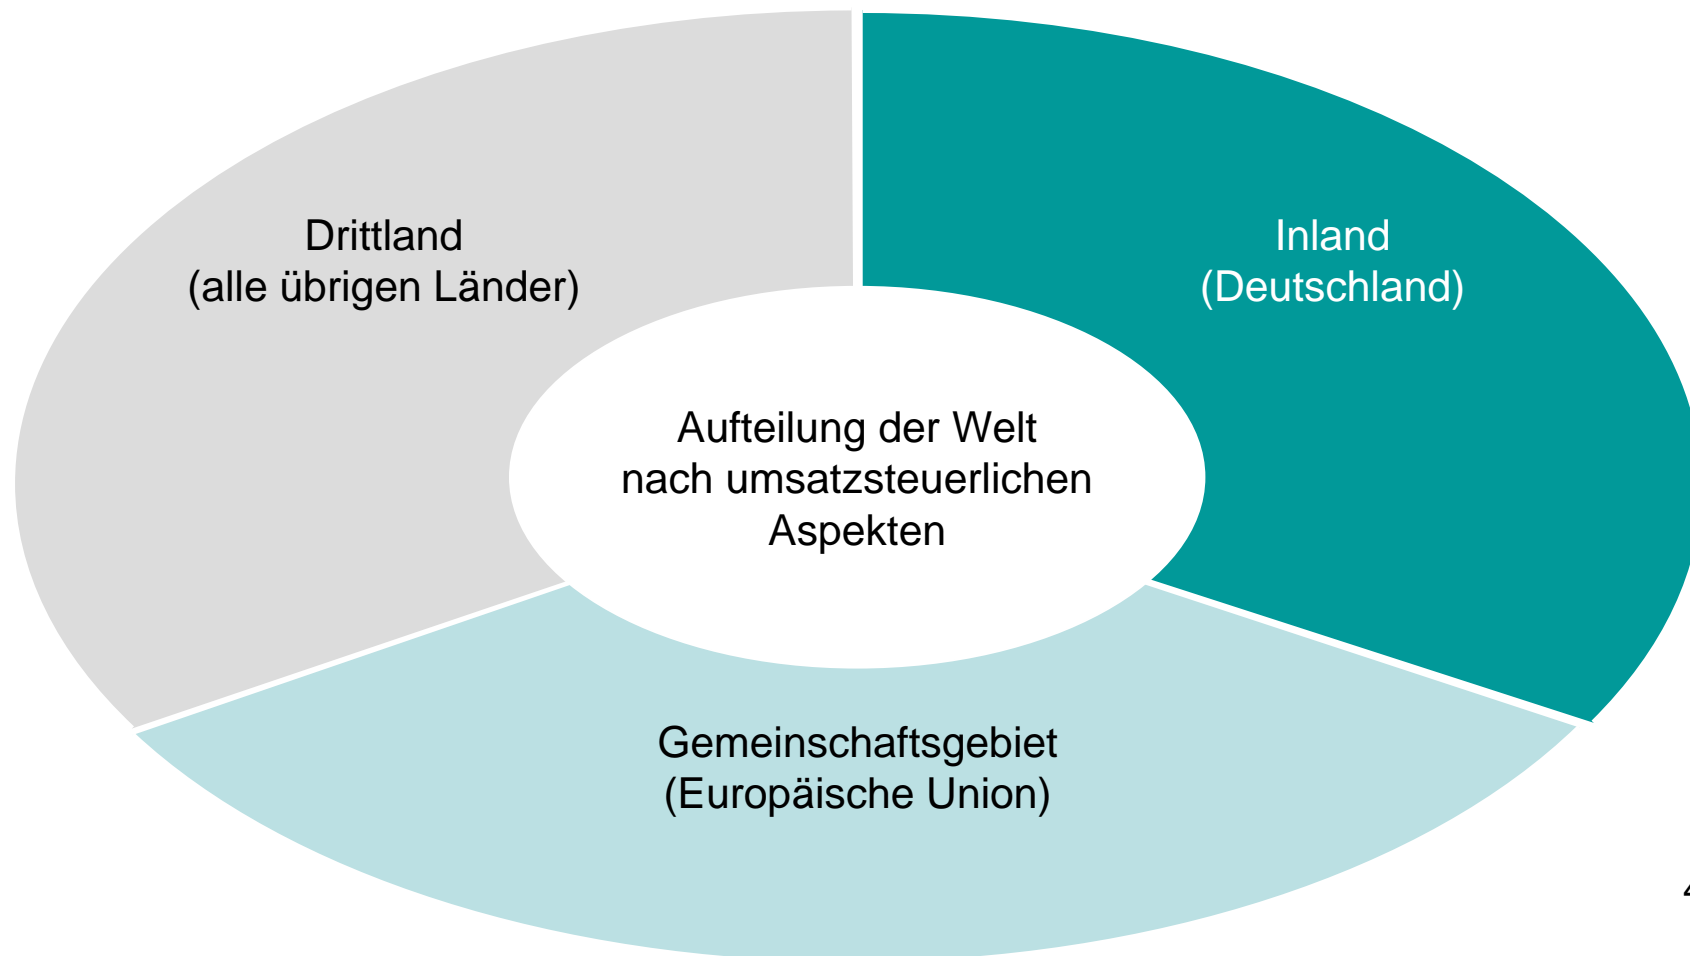 Drittland
(alle übrigen Länder)
Inland
(Deutschland)
Aufteilung der Welt
nach umsatzsteuerlichen
Aspekten
Gemeinschaftsgebiet
(Europäische Union)